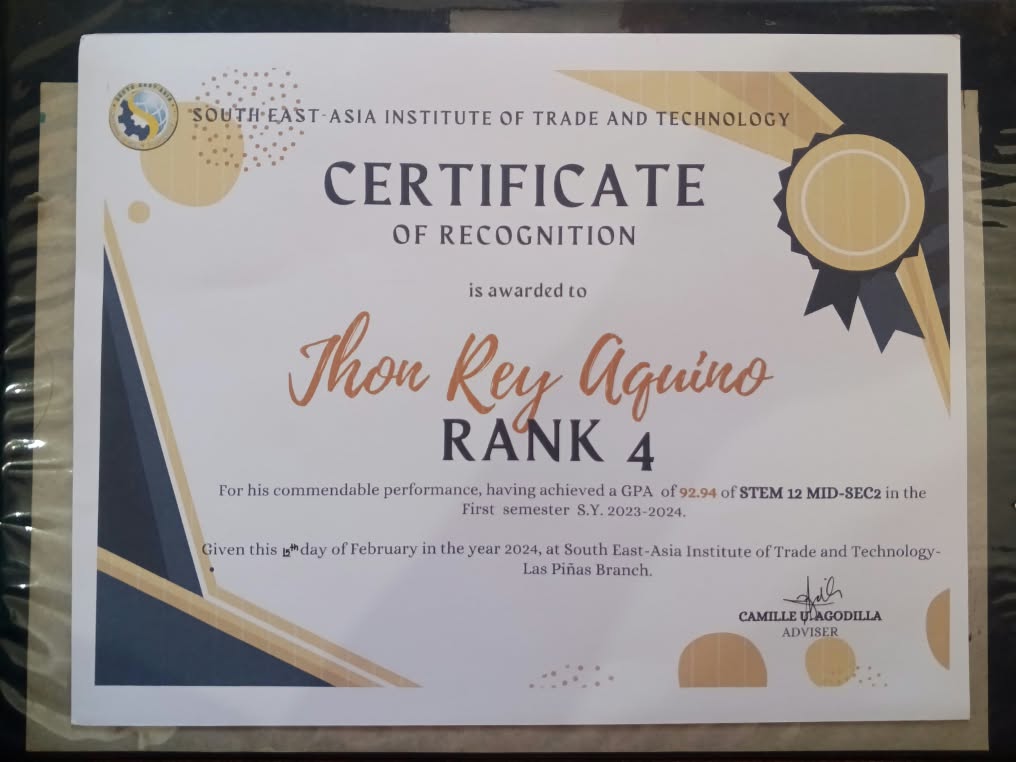 SOUTH EAST-ASIA INSTITUTE OF TRADE AND TECHNOLOGY
CERTIFICATE
OF RECOGNITION
is awarded to
Jhon Rey Aquino
RANK 4
For his commendable performance, having achieved a GPA of 92.94 of STEM 12 MID-SEC2 in the
First semester S.Y. 2023-2024.
Given this day of February in the year 2024, at South East-Asia Institute of Trade and Technology-
Las Piñas Branch.
CAMILLE U. AGODILLA
ADVISER